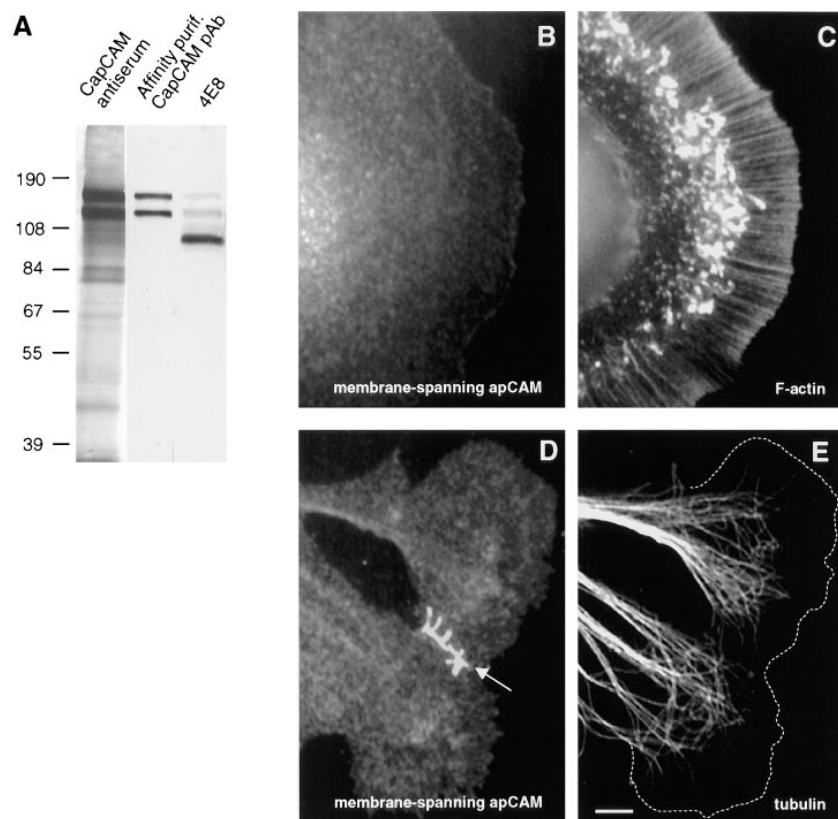 A
CapCAM
antiserum
Affinity purif.
CapCAM pAb
4E8
190
108
84
67
55
39
B
membrane-spanning apCAM
C
F-actin
D
membrane-spanning apCAM
E
tubulin